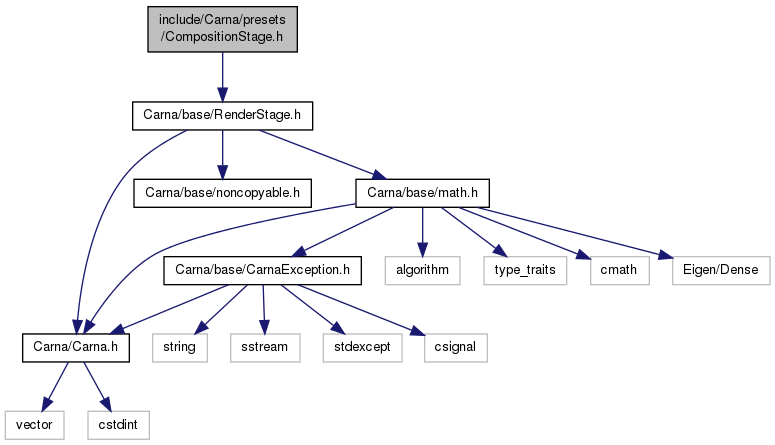 include/Carna/presets
/CompositionStage.h
Carna/base/RenderStage.h
Carna/base/noncopyable.h
Carna/base/math.h
Carna/base/CarnaException.h
algorithm
type_traits
cmath
Eigen/Dense
Carna/Carna.h
string
sstream
stdexcept
csignal
vector
cstdint